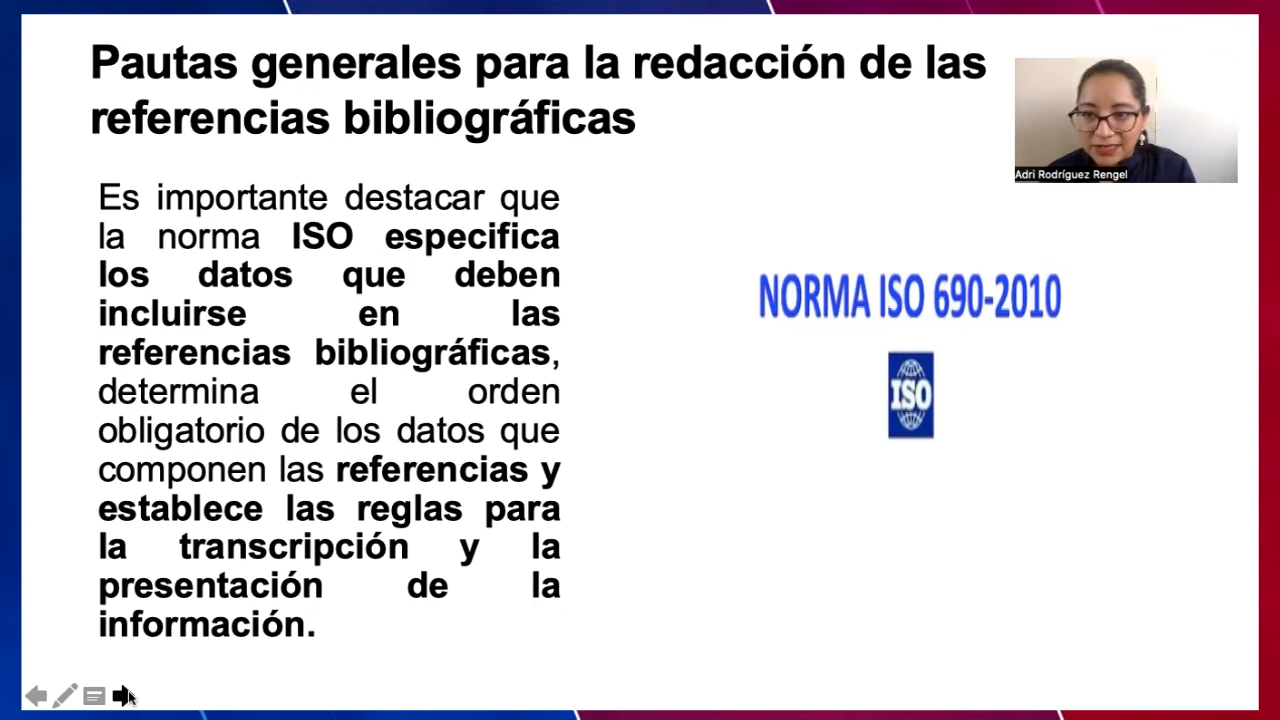 Pautas generales para la redacción de las
referencias bibliográficas
Adri Rodríguez Rengel
Es importante destacar que
la norma ISO especifica
los datos que deben
incluirse en las
referencias bibliográficas,
determina el orden
obligatorio de los datos que
componen las referencias y
establece las reglas para
la transcripción y la
presentación de la
información.
NORMA ISO 690-2010
ISO